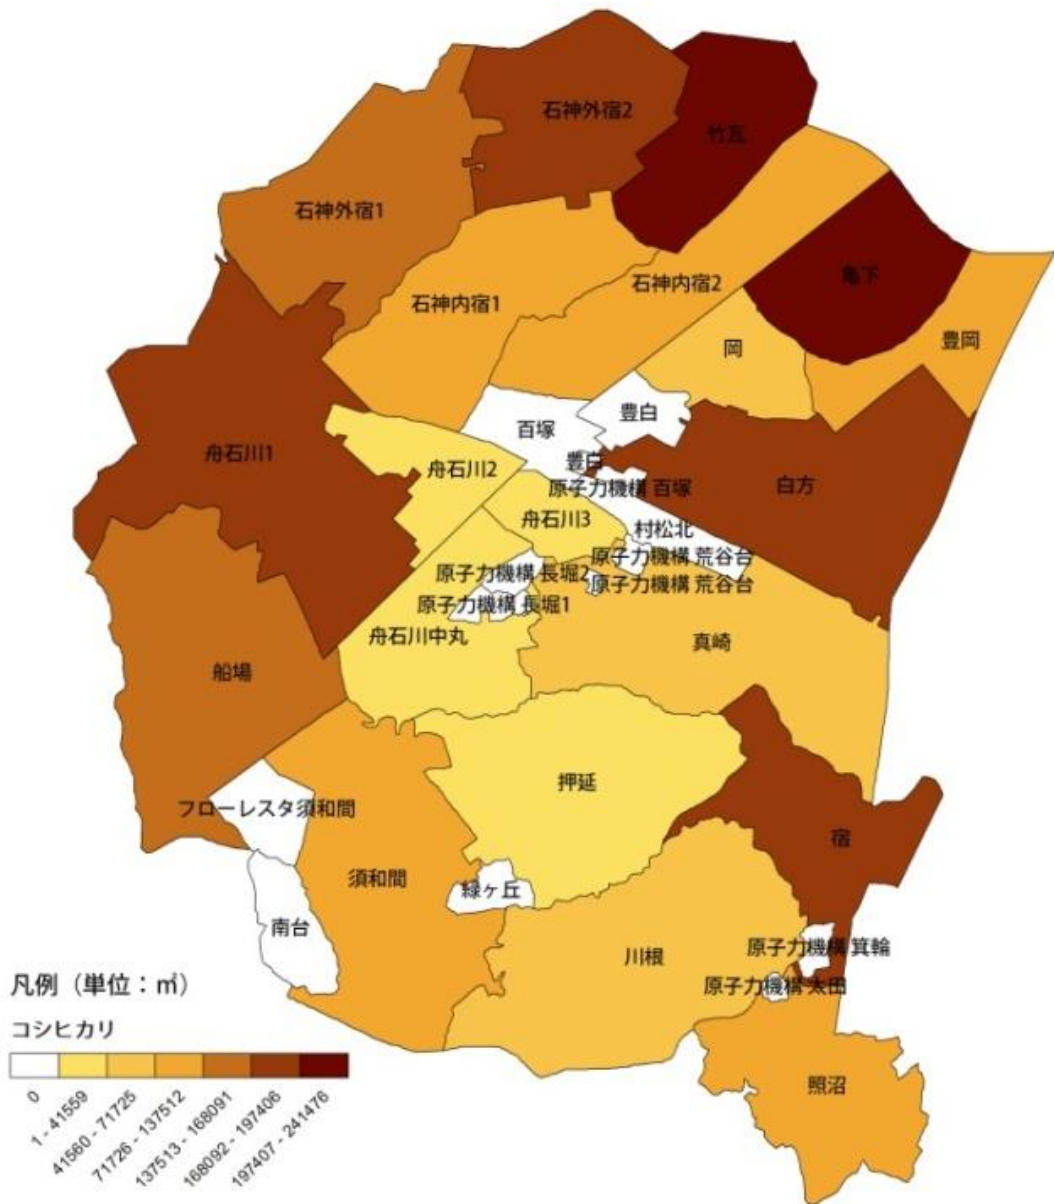 石神外宿2
竹瓦
石神外宿1
亀下
石神内宿2
石神内宿1
豊岡
岡
豊白
百塚
舟石川1
豊白
舟石川2
原子力機構 百塚
白方
舟石川3
村松北
原子力機構 荒谷台
原子力機構 長堀2
原子力機構 荒谷台
原子力機構 長堀1
舟石川中丸
真崎
船場
押延
フローレスタ須和間
宿
須和間
緑ヶ丘
南台
原子力機構 箕輪
川根
原子力機構 太田
照沼
凡例（単位：㎡）
コシヒカリ
0
1 - 41559
41560 - 71725
71726 - 137512
137513 - 168091
168092 - 197406
197407 - 241476